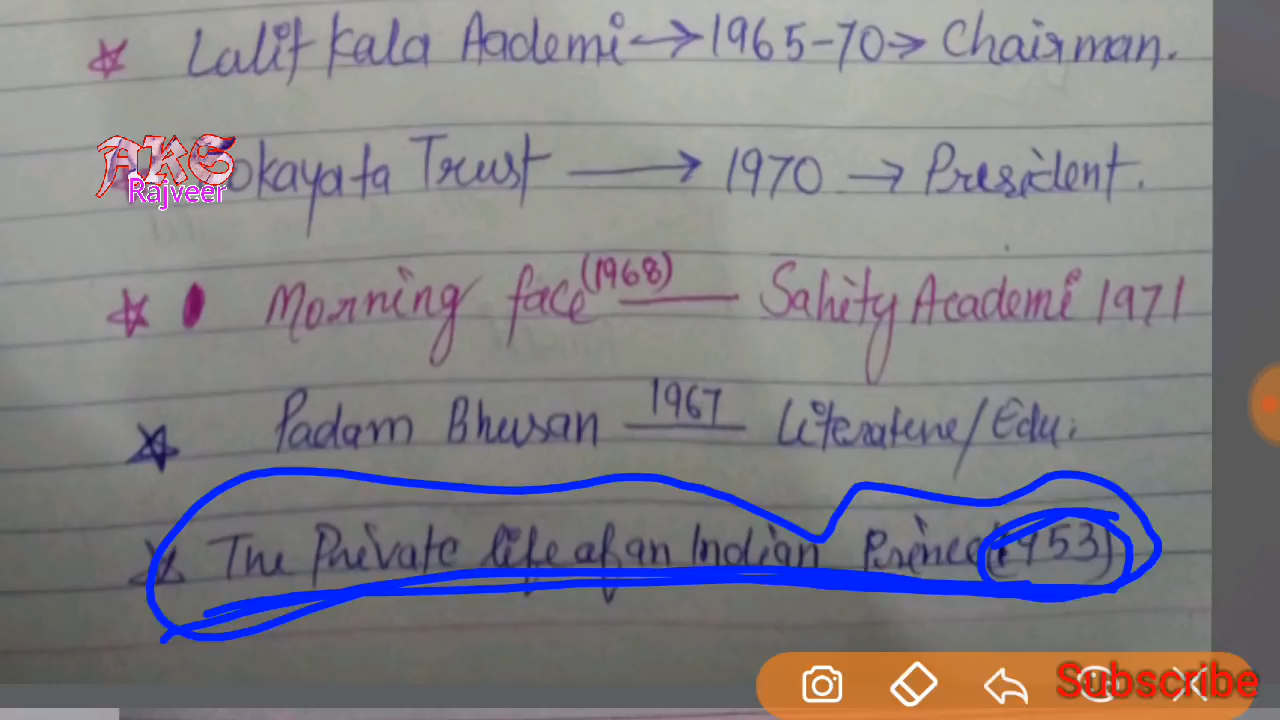 Lalit Kala Aademi → 1965-70 → Chairman.
AKS
Rajveer
okayata Trust → 1970 → President.
Morning face (1968) — Sahity Academi 1971
Padam Bhusan 1967 Literature/Edu.
The Private life of an Indian Prince (1953)
Subscribe